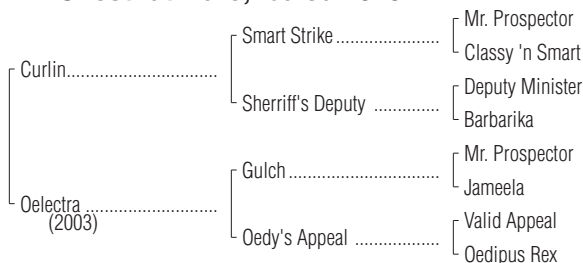 Mr. Prospector
Smart Strike
Classy 'n Smart
Curlin
Deputy Minister
Sherriff's Deputy
Barbarika
Mr. Prospector
Gulch
Jameela
Oelectra
(2003)
Valid Appeal
Oedy's Appeal
Oedipus Rex